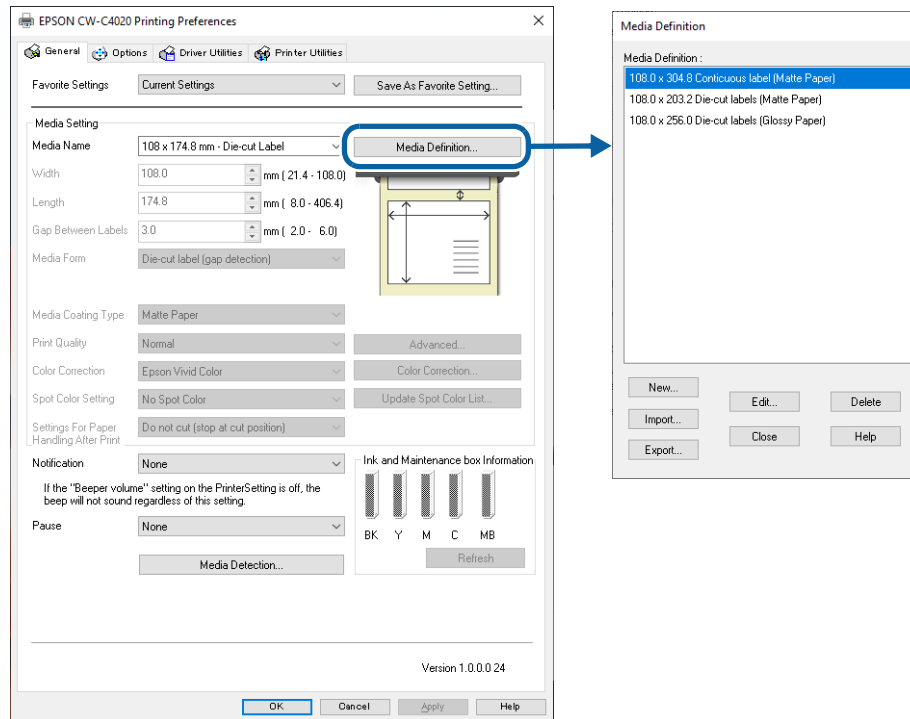 EPSON CW-C4020 Printing Preferences
General Options Driver Utilities Printer Utilities
Favorite Settings Current Settings Save As Favorite Setting...
Media Setting
Media Name 108 x 174.8 mm - Die-cut Label Media Definition...
Width 108.0 mm ( 21.4 - 108.0)
Length 174.8 mm ( 8.0 - 406.4)
Gap Between Labels 3.0 mm ( 2.0 - 6.0)
Media Form Die-cut label (gap detection)
Media Coating Type Matte Paper
Print Quality Normal Advanced...
Color Correction Epson Vivid Color Color Correction...
Spot Color Setting No Spot Color Update Spot Color List...
Settings For Paper
Handling After Print
Do not cut (stop at cut position)
Notification None
If the "Beeper volume" setting on the PrinterSetting is off, the
beep will not sound regardless of this setting.
Pause None
Media Detection...
Ink and Maintenance box Information
BK Y M C MB
Refresh
Version 1.0.0.0 24
OK Cancel Apply Help
Media Definition
Media Definition :
108.0 x 304.8 Conticuous label (Matte Paper)
108.0 x 203.2 Die-cut labels (Matte Paper)
108.0 x 256.0 Die-cut labels (Glossy Paper)
New...
Edit... Delete
Import...
Close Help
Export...